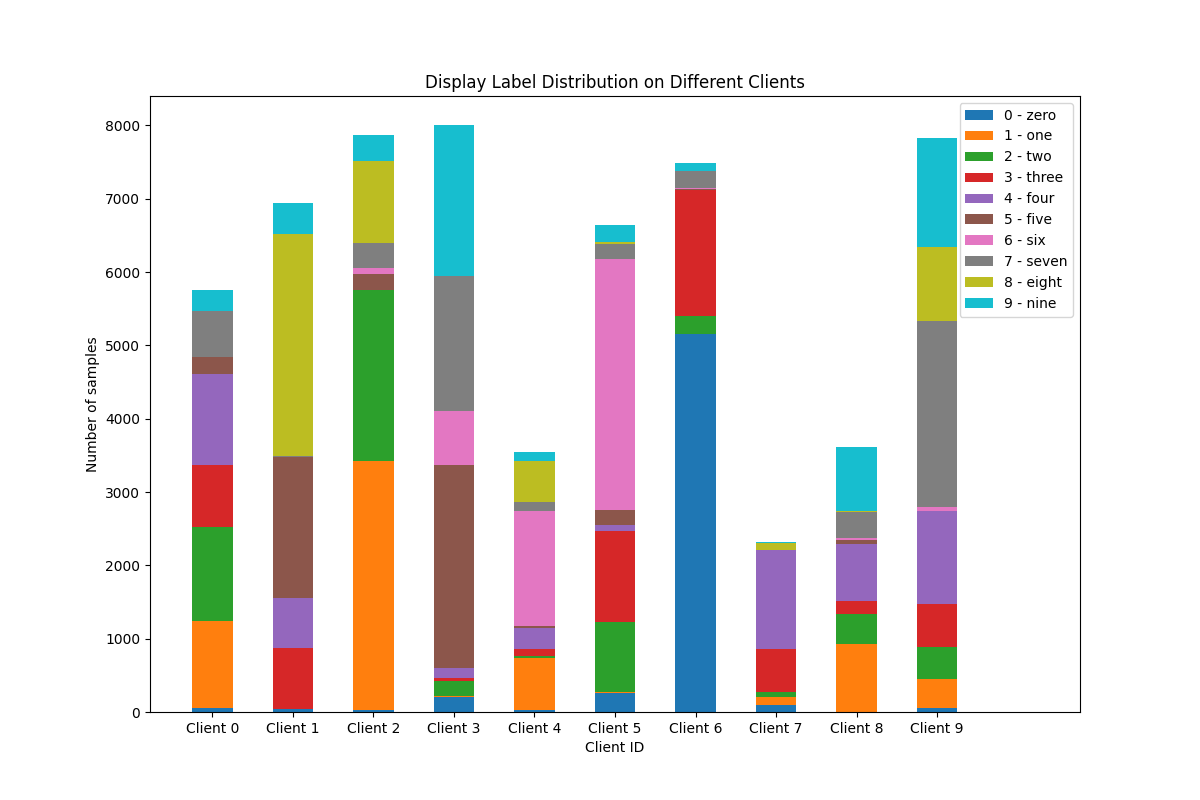 Display Label Distribution on Different Clients
Number of samples
8000
7000
6000
5000
4000
3000
2000
1000
0
0 - zero
1 - one
2 - two
3 - three
4 - four
5 - five
6 - six
7 - seven
8 - eight
9 - nine
Client 0 Client 1 Client 2 Client 3 Client 4 Client 5 Client 6 Client 7 Client 8 Client 9
Client ID